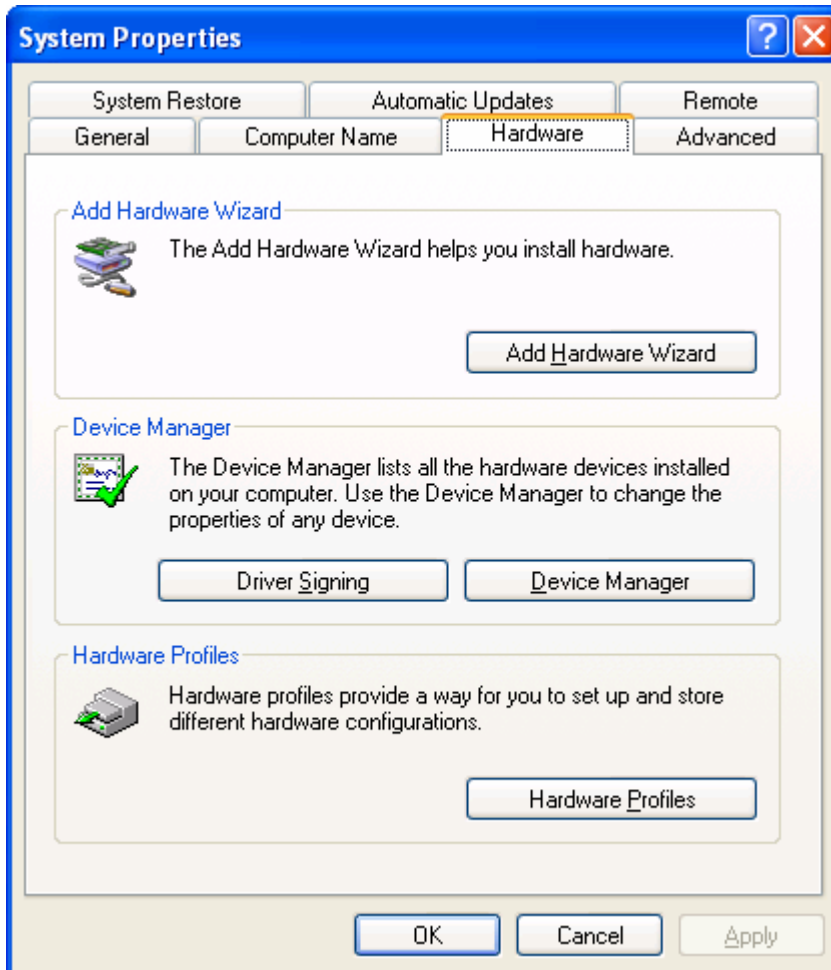 System Properties
System Restore
Automatic Updates
Remote
General
Computer Name
Hardware
Advanced
Add Hardware Wizard
The Add Hardware Wizard helps you install hardware.
Add Hardware Wizard
Device Manager
The Device Manager lists all the hardware devices installed
on your computer. Use the Device Manager to change the
properties of any device.
Driver Signing
Device Manager
Hardware Profiles
Hardware profiles provide a way for you to set up and store
different hardware configurations.
Hardware Profiles
OK
Cancel
Apply